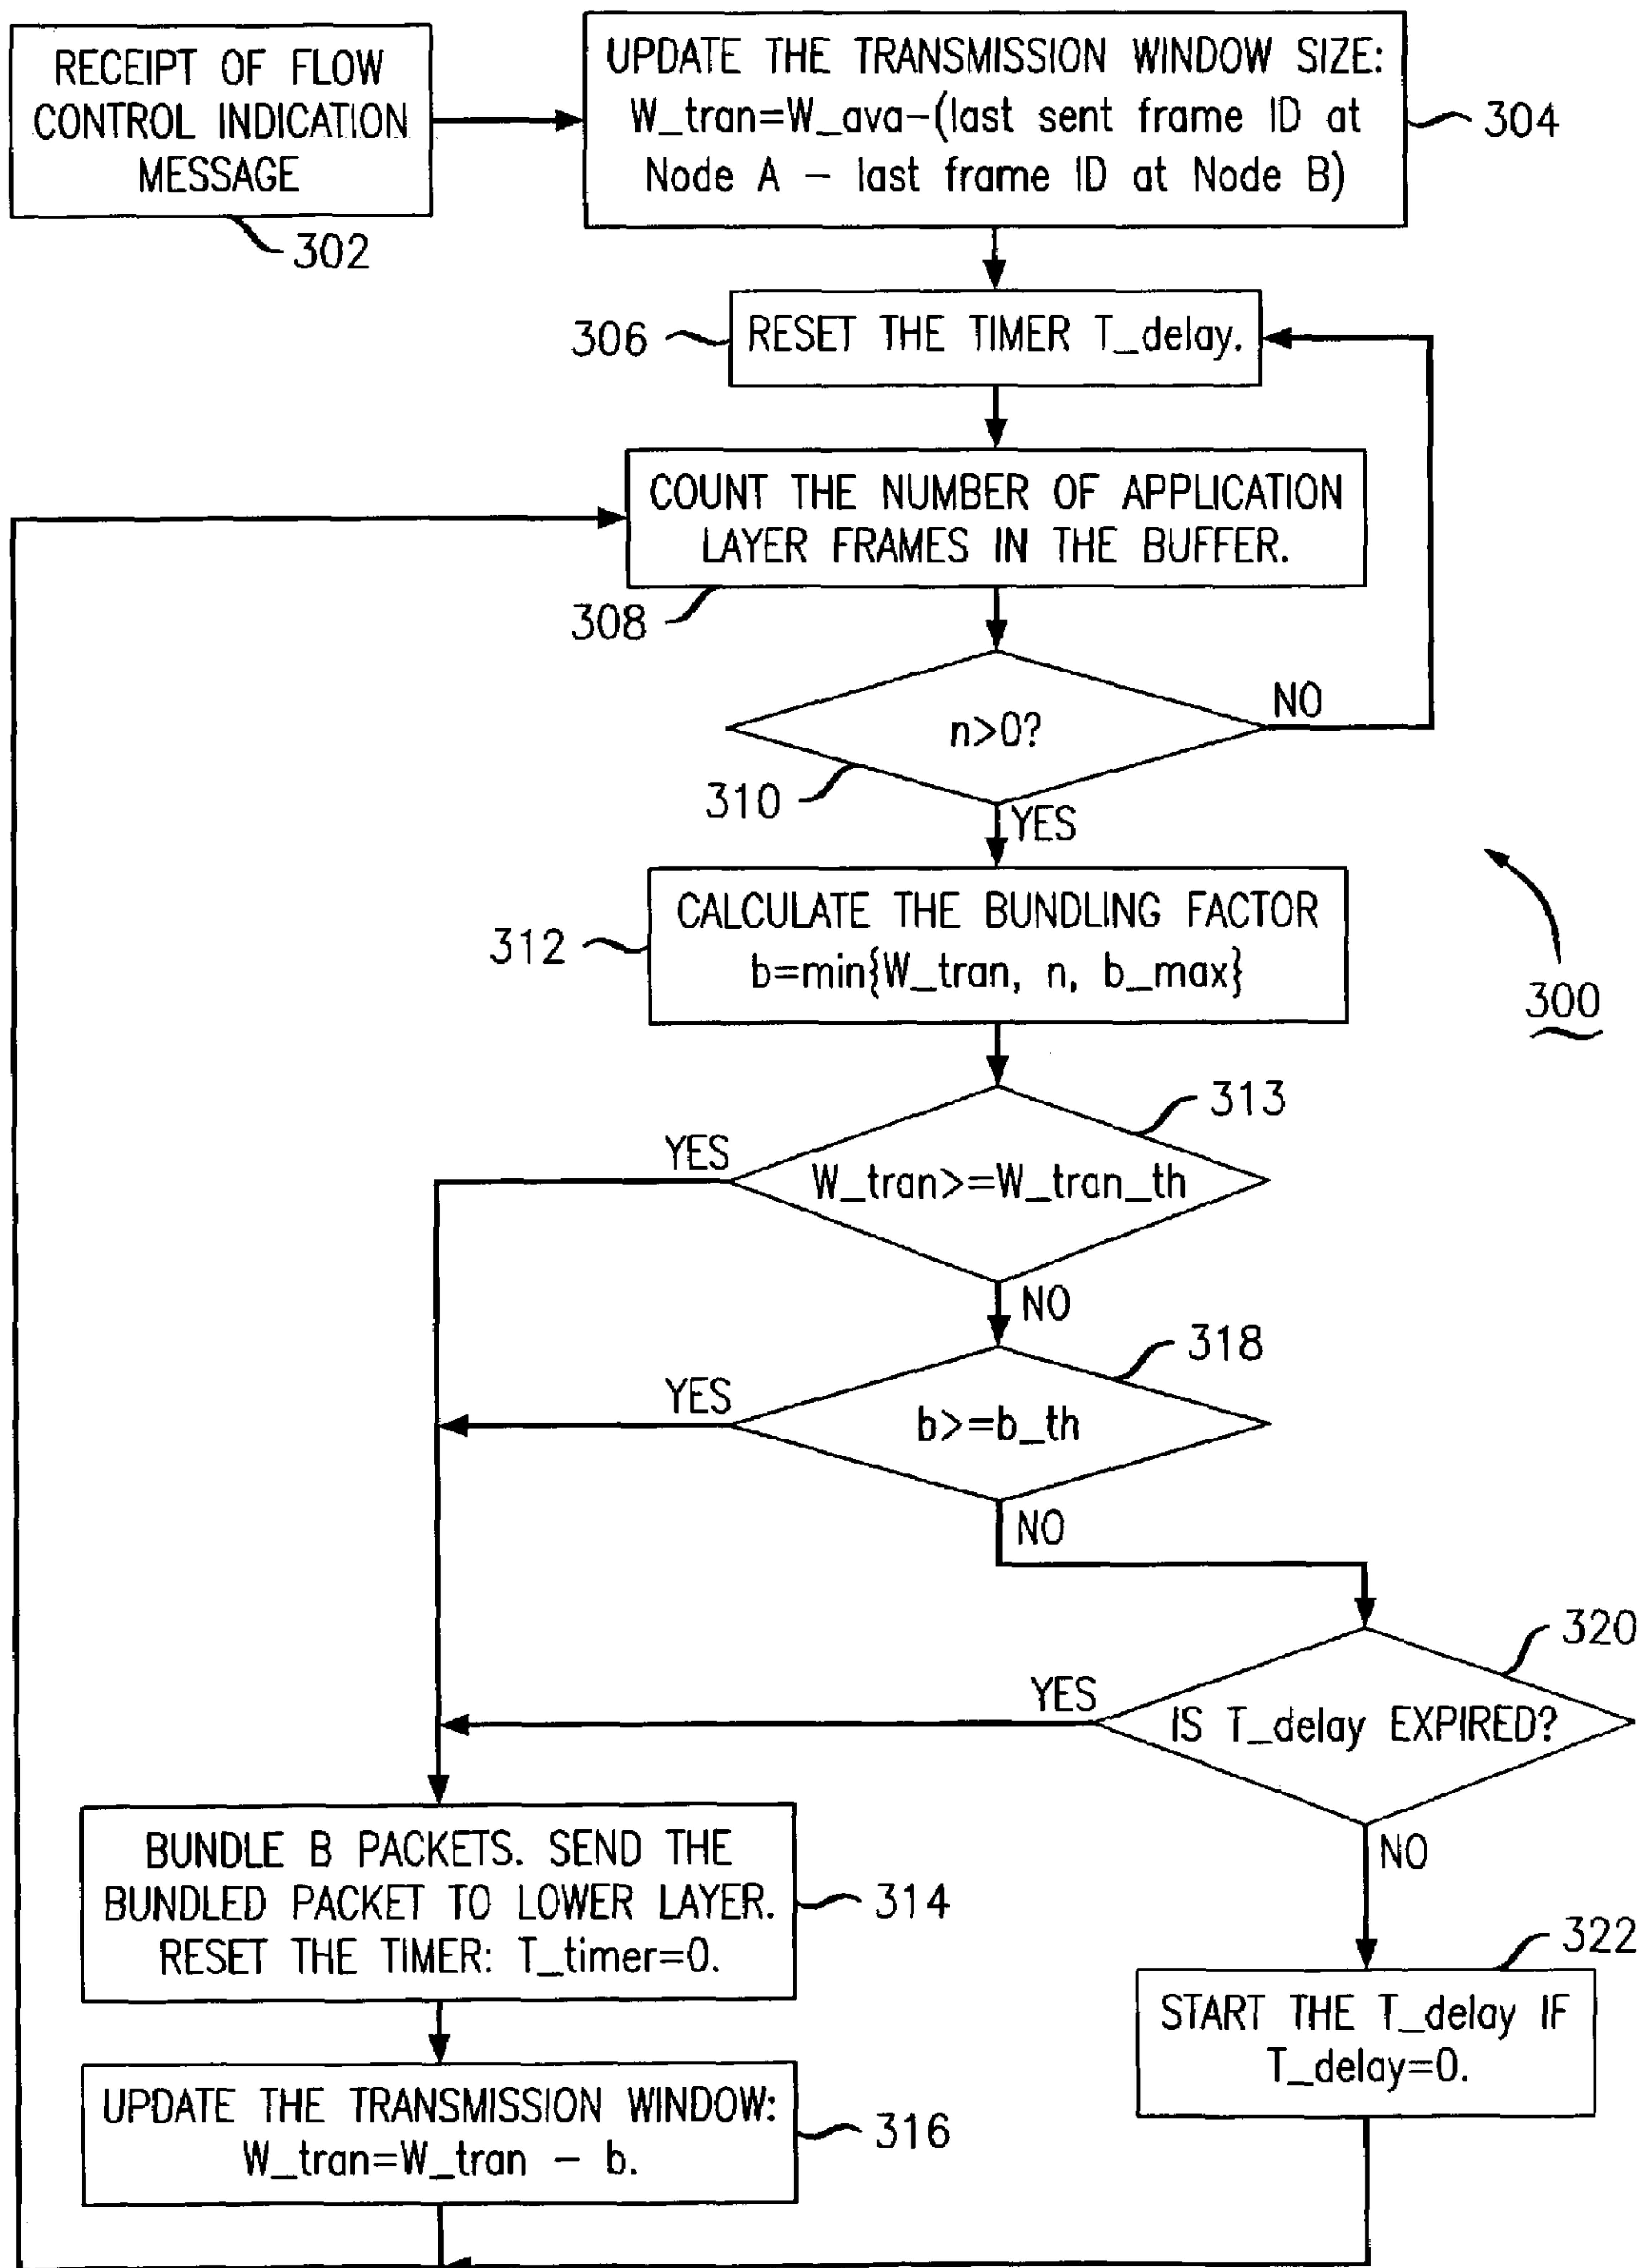 RECEIPT OF FLOW
CONTROL INDICATION
MESSAGE
302
UPDATE THE TRANSMISSION WINDOW SIZE:
W_tran=W_ava-(last sent frame ID at
Node A - last frame ID at Node B)
304
306
RESET THE TIMER T_delay.
COUNT THE NUMBER OF APPLICATION
LAYER FRAMES IN THE BUFFER.
308
n>0?
NO
310
YES
CALCULATE THE BUNDLING FACTOR
b=min{W_tran, n, b_max}
312
300
313
YES
W_tran>=W_tran_th
NO
318
YES
b>=b_th
NO
320
YES
IS T_delay EXPIRED?
NO
BUNDLE B PACKETS. SEND THE
BUNDLED PACKET TO LOWER LAYER.
RESET THE TIMER: T_timer=0.
314
322
START THE T_delay IF
T_delay=0.
UPDATE THE TRANSMISSION WINDOW:
W_tran=W_tran - b.
316